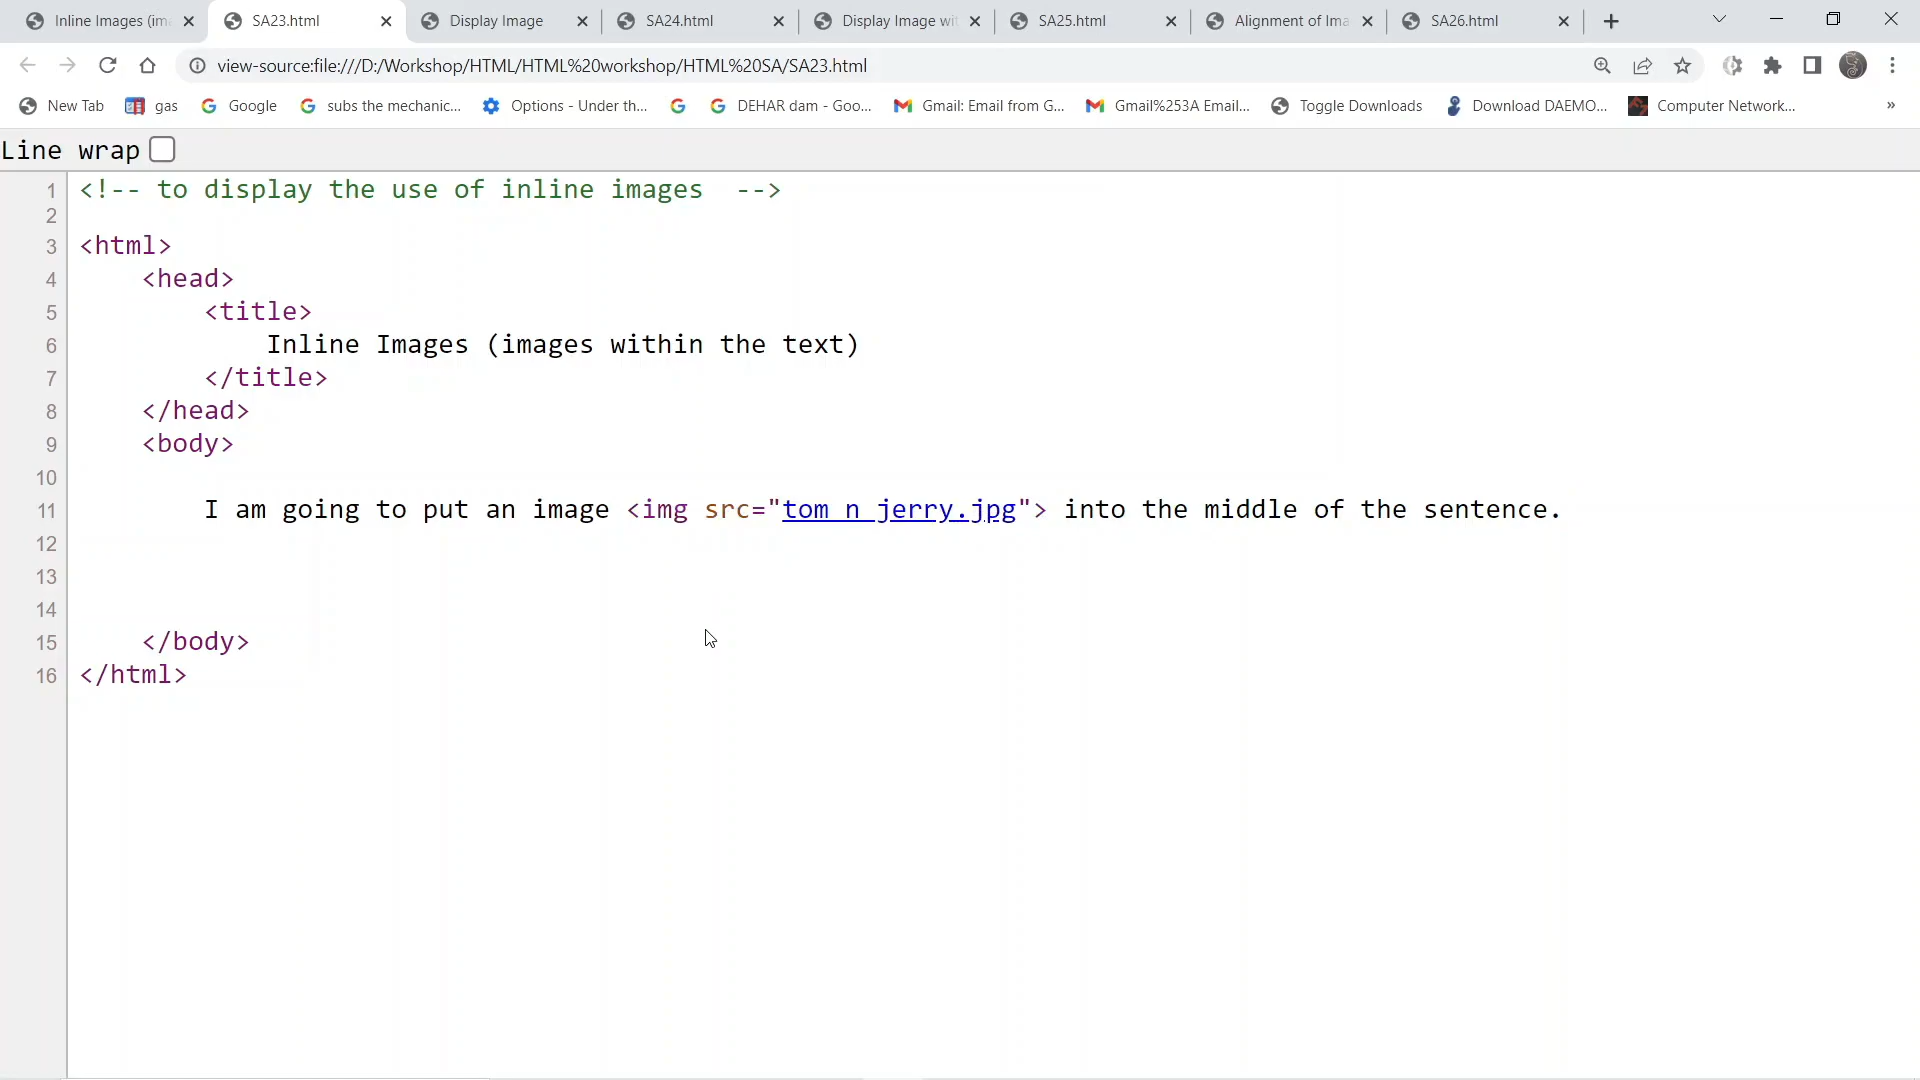 Inline Images (im
SA23.html
Display Image
SA24.html
Display Image wit
SA25.html
Alignment of Ima
SA26.html
view-source:file:///D:/Workshop/HTML/HTML%20workshop/HTML%20SA/SA23.html
New Tab
gas
Google
subs the mechanic...
Options - Under th...
DEHAR dam - Goo...
Gmail: Email from G...
Gmail%253A Email...
Toggle Downloads
Download DAEMO...
Computer Network...
»
Line wrap
1 <!-- to display the use of inline images  -->
2
3 <html>
4     <head>
5         <title>
6             Inline Images (images within the text)
7         </title>
8     </head>
9     <body>
10
11         I am going to put an image <img src="tom n jerry.jpg"> into the middle of the sentence.
12
13
14
15     </body>
16 </html>